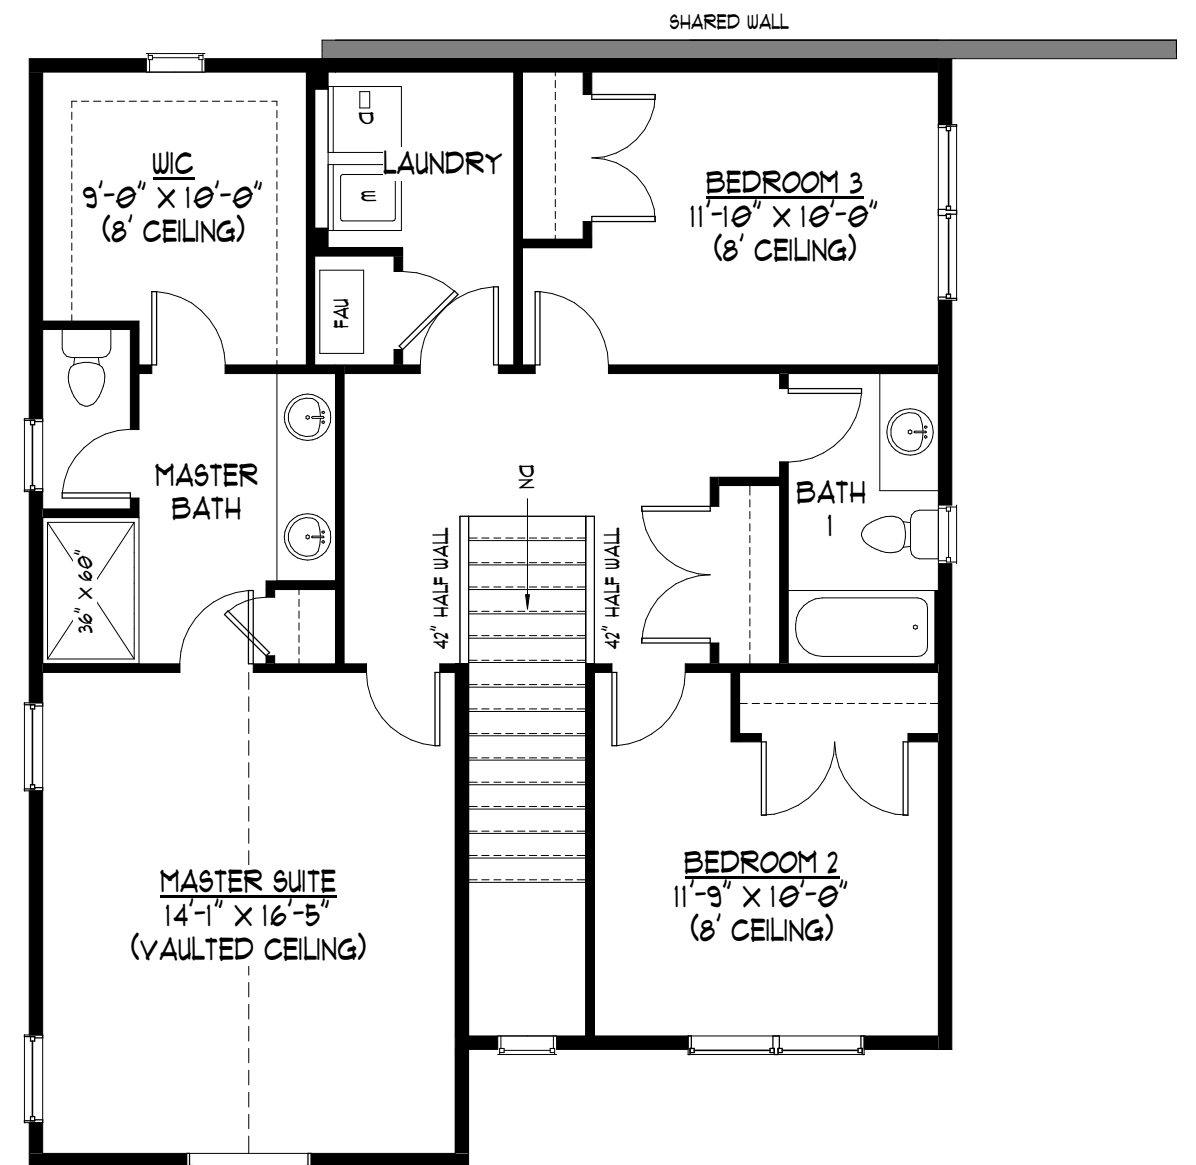 SHARED WALL
WIC
9'-0" X 10'-0"
(8' CEILING)
D
LAUNDRY
W
BEDROOM 3
11'-10" X 10'-0"
(8' CEILING)
FAU
MASTER
BATH
DN
BATH
1
36" X 60"
42" HALF WALL
42" HALF WALL
MASTER SUITE
14'-1" X 16'-5"
(VAULTED CEILING)
BEDROOM 2
11'-9" X 10'-0"
(8' CEILING)